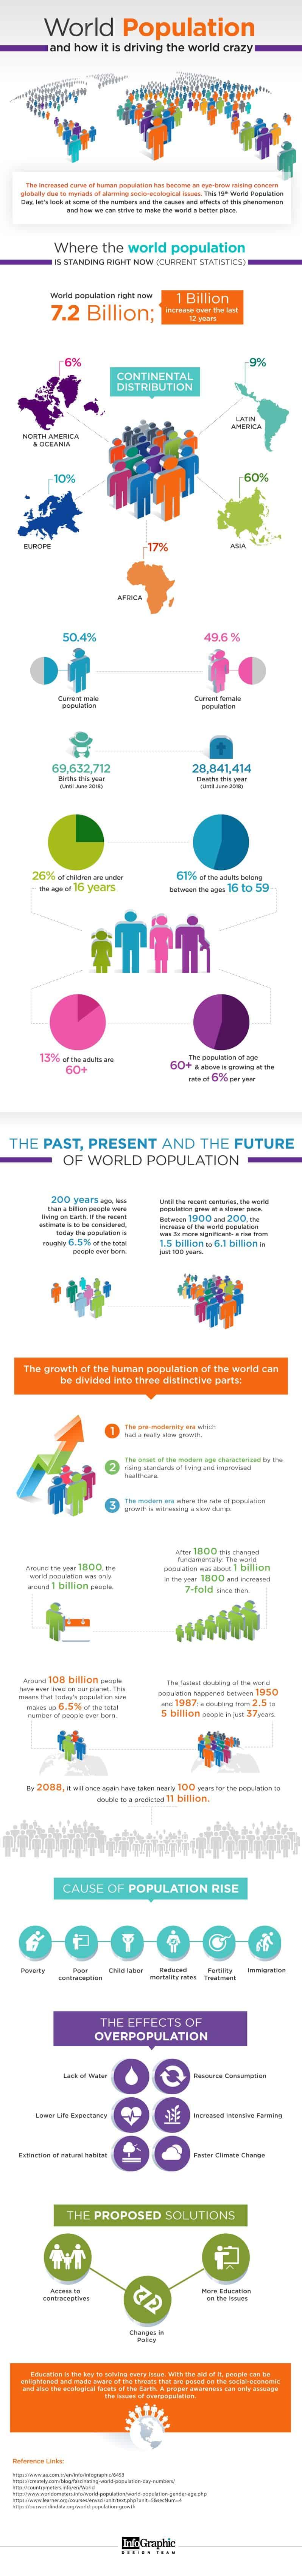 World Population
and how it is driving the world crazy
The increased curve of human population has become an eye-brow raising concern
globally due to myriads of alarming socio-ecological issues. This 19th World Population
Day, let's look at some of the numbers and the causes and effects of this phenomenon
and how we can strive to make the world a better place.
Where the world population
IS STANDING RIGHT NOW (CURRENT STATISTICS)
World population right now
7.2 Billion;
1 Billion
increase over the last
12 years
6%
9%
CONTINENTAL
DISTRIBUTION
NORTH AMERICA
& OCEANIA
LATIN
AMERICA
10%
60%
EUROPE
ASIA
17%
AFRICA
50.4%
49.6 %
Current male
population
Current female
population
69,632,712
Births this year
(Until June 2018)
28,841,414
Deaths this year
(Until June 2018)
26% of children are under
the age of 16 years
61% of the adults belong
between the ages 16 to 59
13% of the adults are
60+
The population of age
60+ & above is growing at the
rate of 6% per year
THE PAST, PRESENT AND THE FUTURE
OF WORLD POPULATION
200 years ago, less
than a billion people were
living on Earth. If the recent
estimate is to be considered,
today the population is
roughly 6.5% of the total
people ever born.
Until the recent centuries, the world
population grew at a slower pace.
Between 1900 and 200, the
increase of the world population
was 3x more significant- a rise from
1.5 billion to 6.1 billion in
just 100 years.
The growth of the human population of the world can
be divided into three distinctive parts:
1 The pre-modernity era which
had a really slow growth.
2 The onset of the modern age characterized by the
rising standards of living and improvised
healthcare.
3 The modern era where the rate of population
growth is witnessing a slow dump.
Around the year 1800, the
world population was only
around 1 billion people.
After 1800 this changed
fundamentally: The world
population was about 1 billion
in the year 1800 and increased
7-fold since then.
Around 108 billion people
have ever lived on our planet. This
means that today's population size
makes up 6.5% of the total
number of people ever born.
The fastest doubling of the world
population happened between 1950
and 1987: a doubling from 2.5 to
5 billion people in just 37years.
By 2088, it will once again have taken nearly 100 years for the population to
double to a predicted 11 billion.
CAUSE OF POPULATION RISE
Poverty
Poor
contraception
Child labor
Reduced
mortality rates
Fertility
Treatment
Immigration
THE EFFECTS OF
OVERPOPULATION
Lack of Water
Resource Consumption
Lower Life Expectancy
Increased Intensive Farming
Extinction of natural habitat
Faster Climate Change
THE PROPOSED SOLUTIONS
Access to
contraceptives
More Education
on the Issues
Changes in
Policy
Education is the key to solving every issue. With the aid of it, people can be
enlightened and made aware of the threats that are posed on the social-economic
and also the ecological facets of the Earth. A proper awareness can only assuage
the issues of overpopulation.
Reference Links:
https://www.aa.com.tr/en/info/infographic/6453
https://creately.com/blog/fascinating-world-population-day-numbers/
http://countrymeters.info/en/World
http://www.worldometers.info/world-population/world-population-gender-age.php
https://www.learner.org/courses/envsci/unit/text.php?unit=5&secNum=4
https://ourworldindata.org/world-population-growth
InfoGraphic
DESIGN TEAM